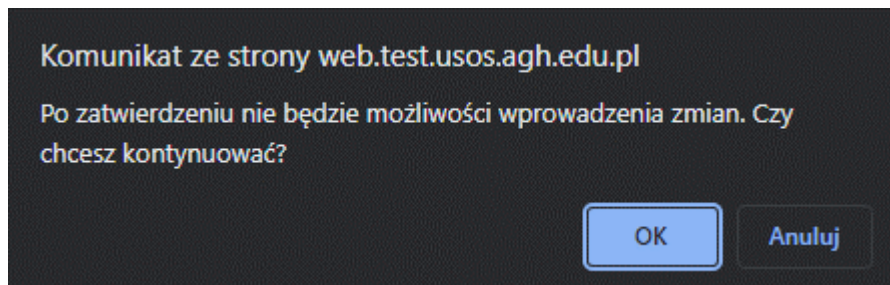 Komunikat ze strony web.test.usos.agh.edu.pl
Po zatwierdzeniu nie będzie możliwości wprowadzenia zmian. Czy
chcesz kontynuować?
OK Anuluj